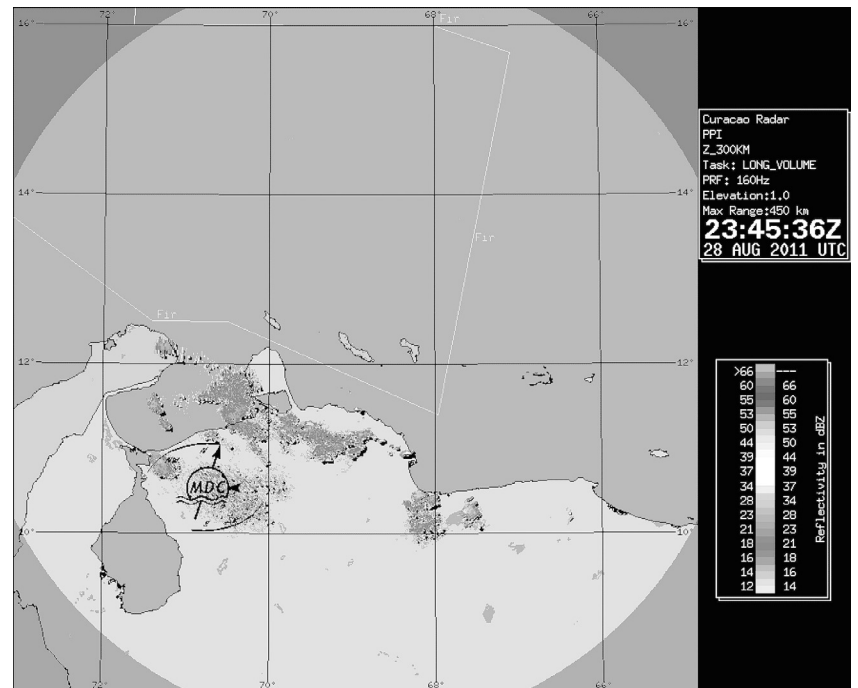 72° 70° 68° 66°
16° 16°
Fir
14° 14°
Fir
Fir
12° 12°
MDC
10° 10°
72° 70° 68° 66°
Curacao Radar
PPI
Z_300KM
Task: LONG_VOLUME
PRF: 160Hz
Elevation:1.0
Max Range:450 km
23:45:36Z
28 AUG 2011 UTC
>66 ---
60 66
55 60
53 55
50 53
44 50
39 44
37 39
34 37
28 34
23 28
21 23
18 21
16 18
14 16
12 14
Reflectivity in dBZ